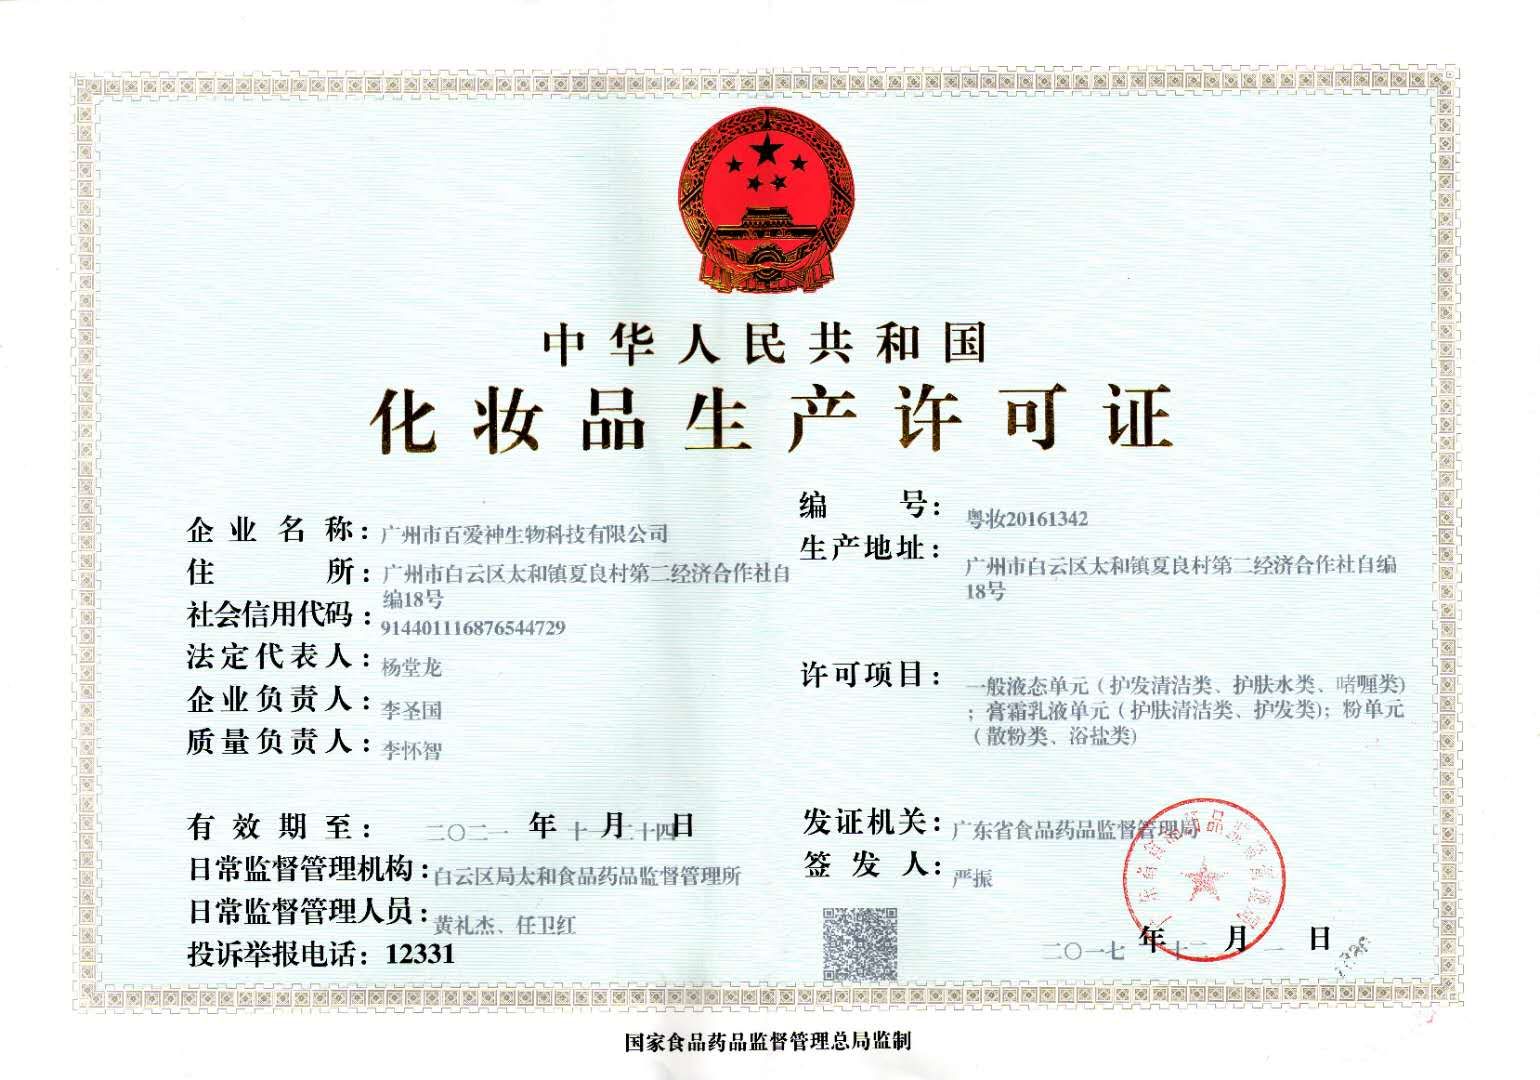 中华人民共和国
化妆品生产许可证
企业名称：广州市百爱神生物科技有限公司
住所：广州市白云区太和镇夏良村第二经济合作社自
编18号
社会信用代码：914401116876544729
法定代表人：杨堂龙
企业负责人：李圣国
质量负责人：李怀智
编号：粤妆20161342
生产地址：广州市白云区太和镇夏良村第二经济合作社自编
18号
许可项目：一般液态单元（护发清洁类、护肤水类、啫喱类)
；膏霜乳液单元（护肤清洁类、护发类)；粉单元
（散粉类、浴盐类)
有效期至：二〇二一年十一月二十四日
日常监督管理机构：白云区局太和食品药品监督管理所
日常监督管理人员：黄礼杰、任卫红
投诉举报电话：12331
发证机关：广东省食品药品监督管理局
签发人：严振
二〇一七年十二月一日
广东省食品药品监督管理局
国家食品药品监督管理总局监制